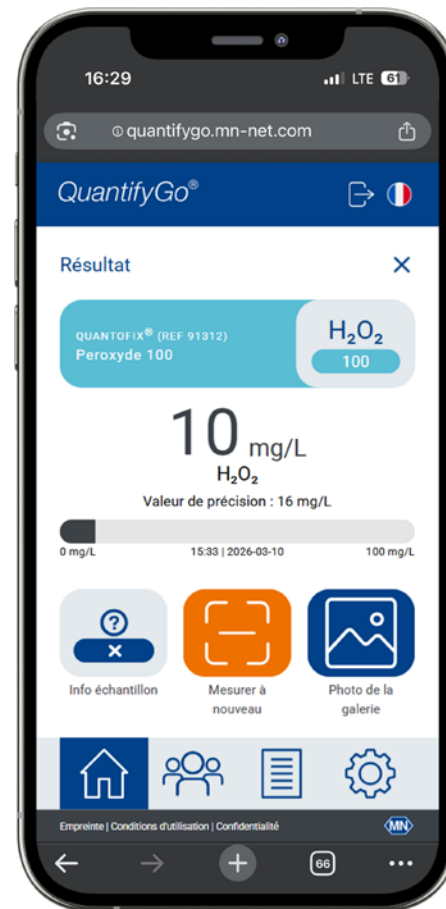 16:29
LTE 61
quantifygo.mn-net.com
QuantifyGo®
Résultat
QUANTOFIX® (REF 91312)
Peroxyde 100
H₂O₂
100
10 mg/L
H₂O₂
Valeur de précision : 16 mg/L
0 mg/L 15:33 | 2026-03-10 100 mg/L
Info échantillon
Mesurer à
nouveau
Photo de la
galerie
Empreinte | Conditions d'utilisation | Confidentialité
MN
66